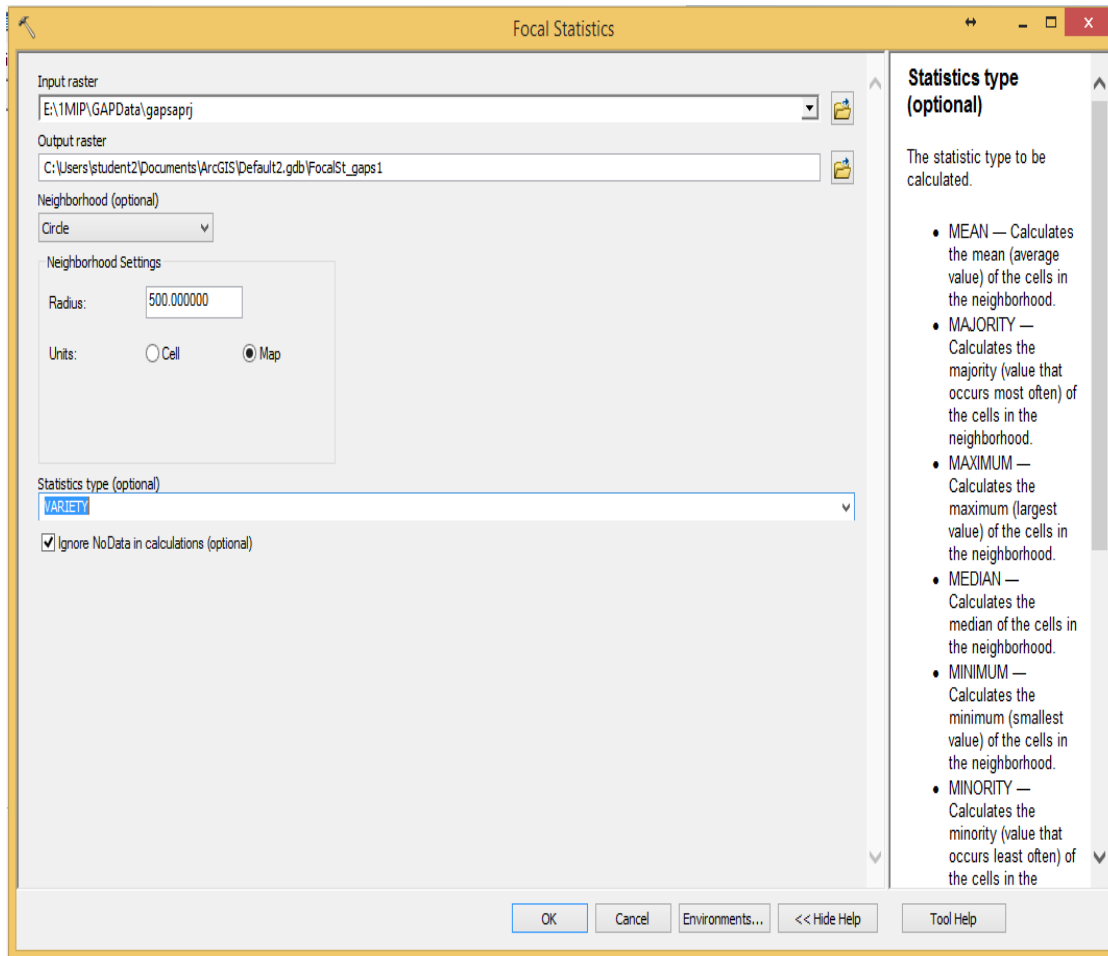 Focal Statistics
Input raster
E:\1MIP\GAPData\gapsaprj
Output raster
C:\Users\student2\Documents\ArcGIS\Default2.gdb\FocalSt_gaps1
Neighborhood (optional)
Circle
Neighborhood Settings
Radius: 500.000000
Units: Cell Map
Statistics type (optional)
VARIETY
Ignore NoData in calculations (optional)
Statistics type
(optional)
The statistic type to be
calculated.
• MEAN — Calculates
the mean (average
value) of the cells in
the neighborhood.
• MAJORITY —
Calculates the
majority (value that
occurs most often) of
the cells in the
neighborhood.
• MAXIMUM —
Calculates the
maximum (largest
value) of the cells in
the neighborhood.
• MEDIAN —
Calculates the
median of the cells in
the neighborhood.
• MINIMUM —
Calculates the
minimum (smallest
value) of the cells in
the neighborhood.
• MINORITY —
Calculates the
minority (value that
occurs least often) of
the cells in the
OK Cancel Environments... << Hide Help Tool Help